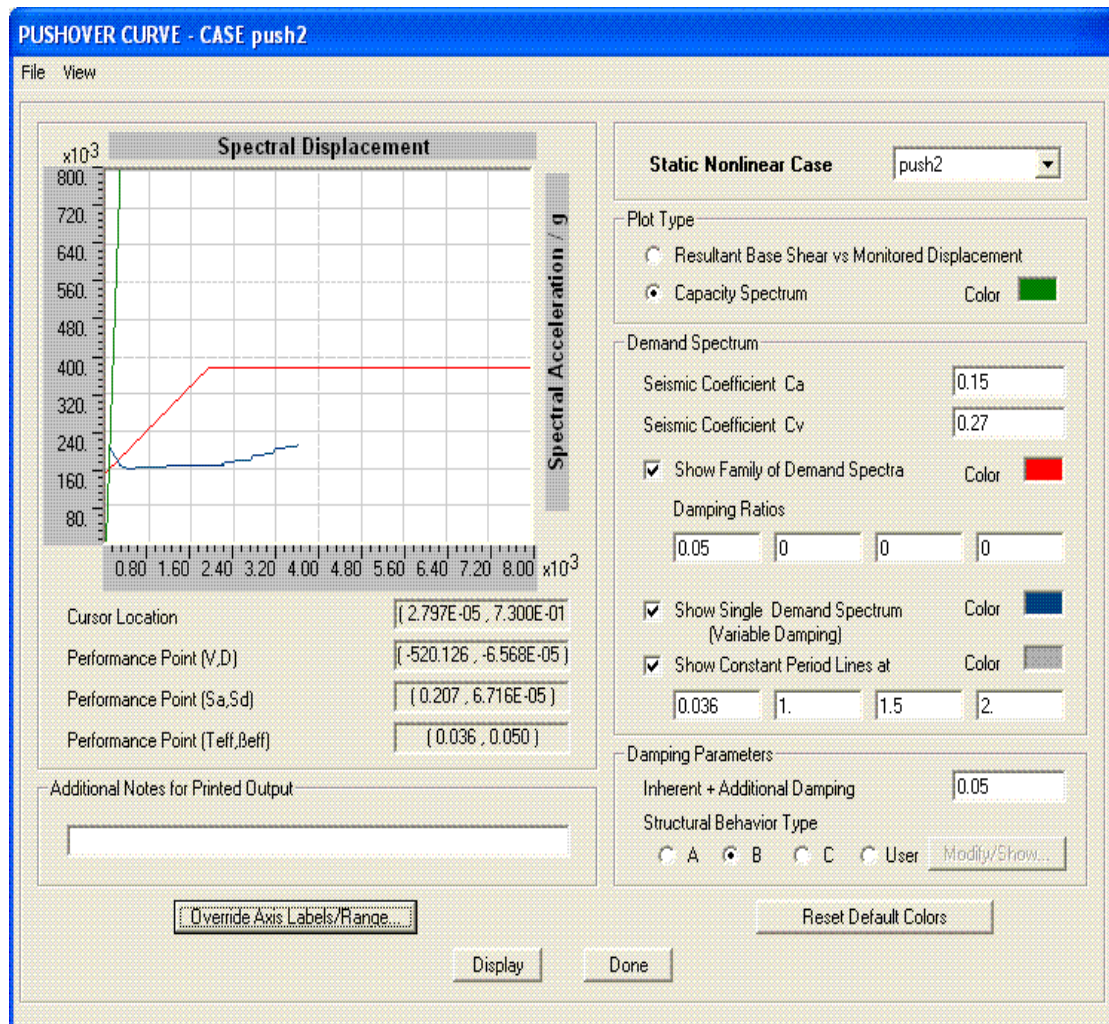 PUSHOVER CURVE - CASE push2
File View
Spectral Displacement
x10-3
800.
720.
640.
560.
480.
400.
320.
240.
160.
80.
Spectral Acceleration / g
0.80 1.60 2.40 3.20 4.00 4.80 5.60 6.40 7.20 8.00 x10-3
Cursor Location ( 2.797E-05 , 7.300E-01
Performance Point (V,D) ( -520.126 , -6.568E-05 )
Performance Point (Sa,Sd) ( 0.207 , 6.716E-05 )
Performance Point (Teff,βeff) ( 0.036 , 0.050 )
Additional Notes for Printed Output
Override Axis Labels/Range...
Static Nonlinear Case push2
Plot Type
Resultant Base Shear vs Monitored Displacement
Capacity Spectrum Color
Demand Spectrum
Seismic Coefficient Ca 0.15
Seismic Coefficient Cv 0.27
Show Family of Demand Spectra Color
Damping Ratios
0.05 0 0 0
Show Single Demand Spectrum Color
(Variable Damping)
Show Constant Period Lines at Color
0.036 1. 1.5 2.
Damping Parameters
Inherent + Additional Damping 0.05
Structural Behavior Type
A B C User Modify/Show...
Reset Default Colors
Display Done